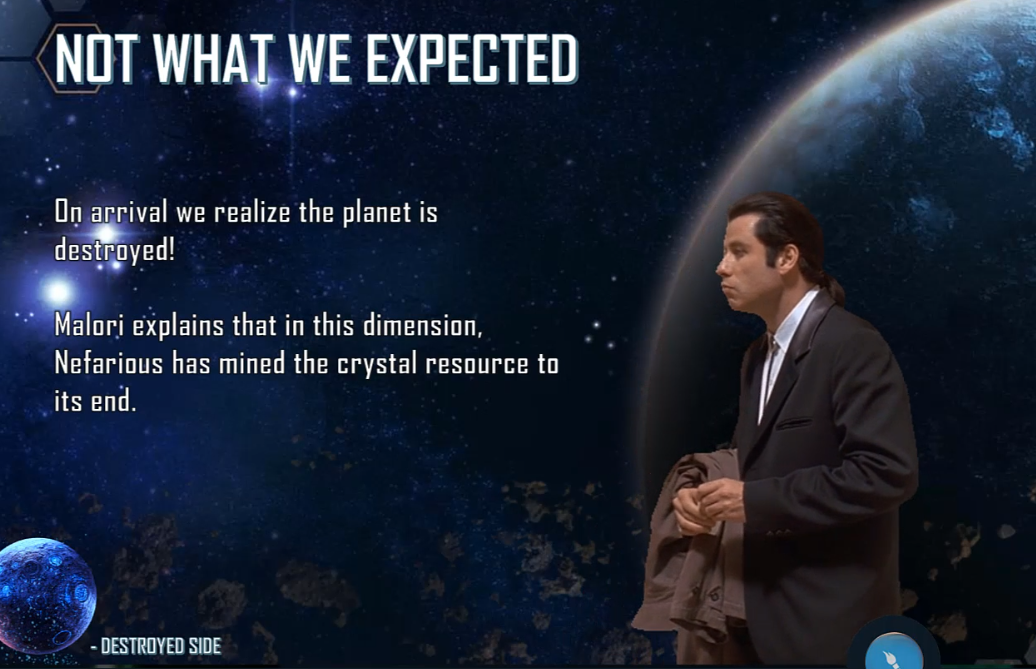 NOT WHAT WE EXPECTED
On arrival we realize the planet is
destroyed!
Malori explains that in this dimension,
Nefarious has mined the crystal resource to
its end.
- DESTROYED SIDE